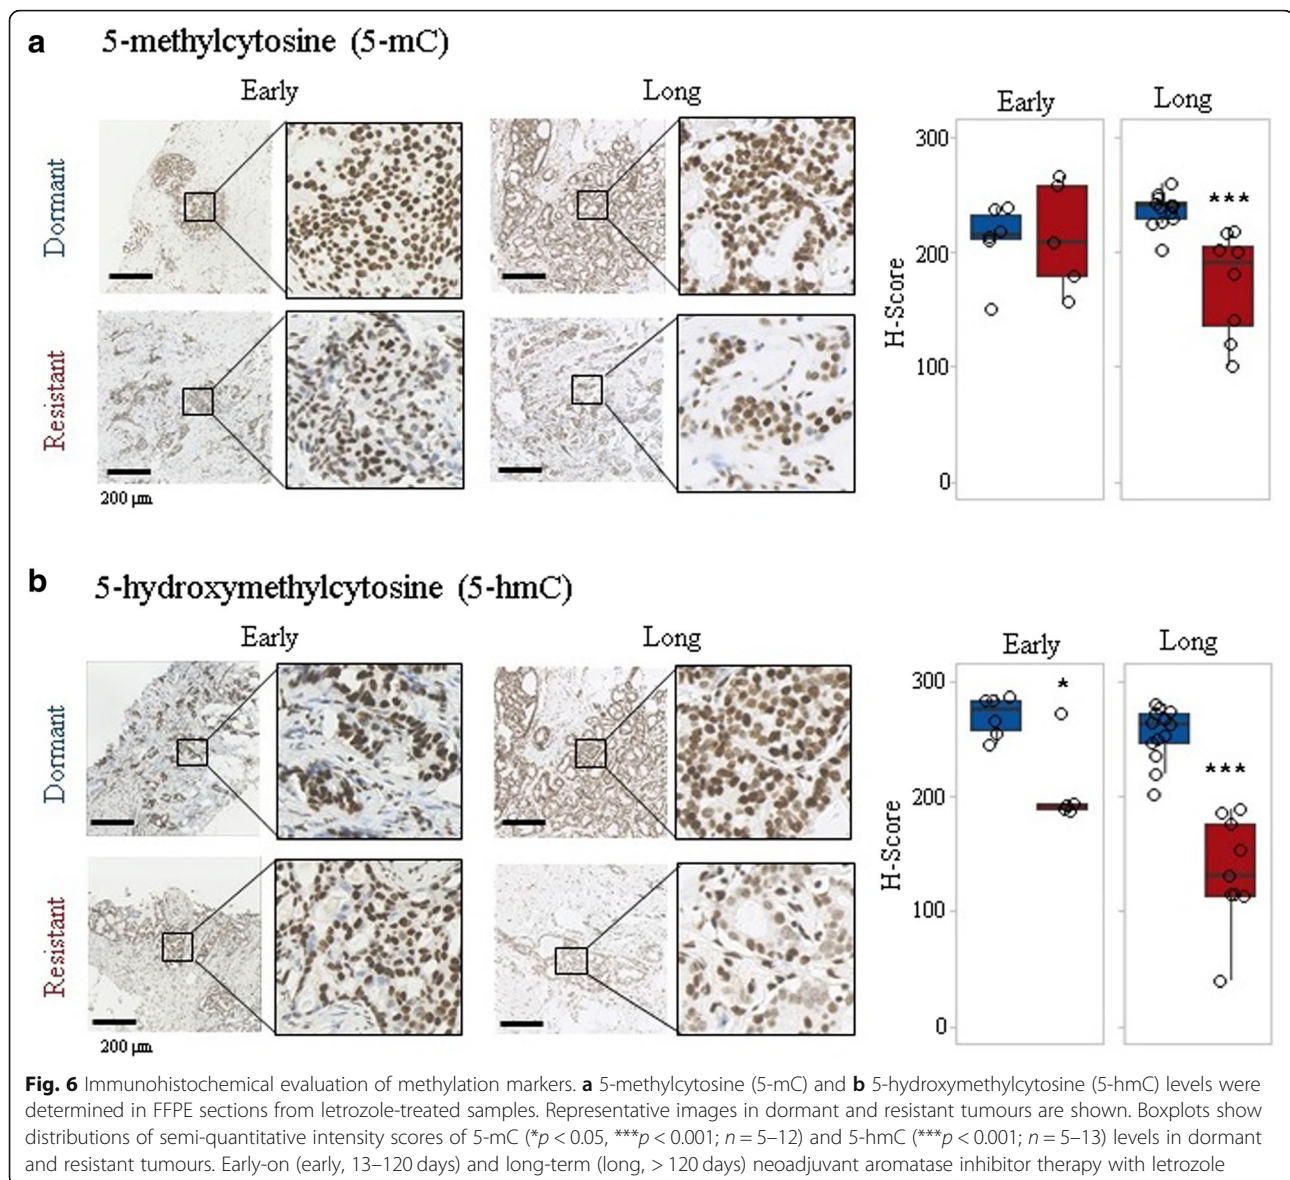 a 5-methylcytosine (5-mC)
Early Long
Dormant
Resistant
200 µm
Early Long
H-Score
300
200
100
0
***
b 5-hydroxymethylcytosine (5-hmC)
Early Long
Dormant
Resistant
200 µm
Early Long
H-Score
300
200
100
0
*
***
Fig. 6 Immunohistochemical evaluation of methylation markers. a 5-methylcytosine (5-mC) and b 5-hydroxymethylcytosine (5-hmC) levels were
determined in FFPE sections from letrozole-treated samples. Representative images in dormant and resistant tumours are shown. Boxplots show
distributions of semi-quantitative intensity scores of 5-mC (*p < 0.05, ***p < 0.001; n = 5–12) and 5-hmC (***p < 0.001; n = 5–13) levels in dormant
and resistant tumours. Early-on (early, 13–120 days) and long-term (long, > 120 days) neoadjuvant aromatase inhibitor therapy with letrozole